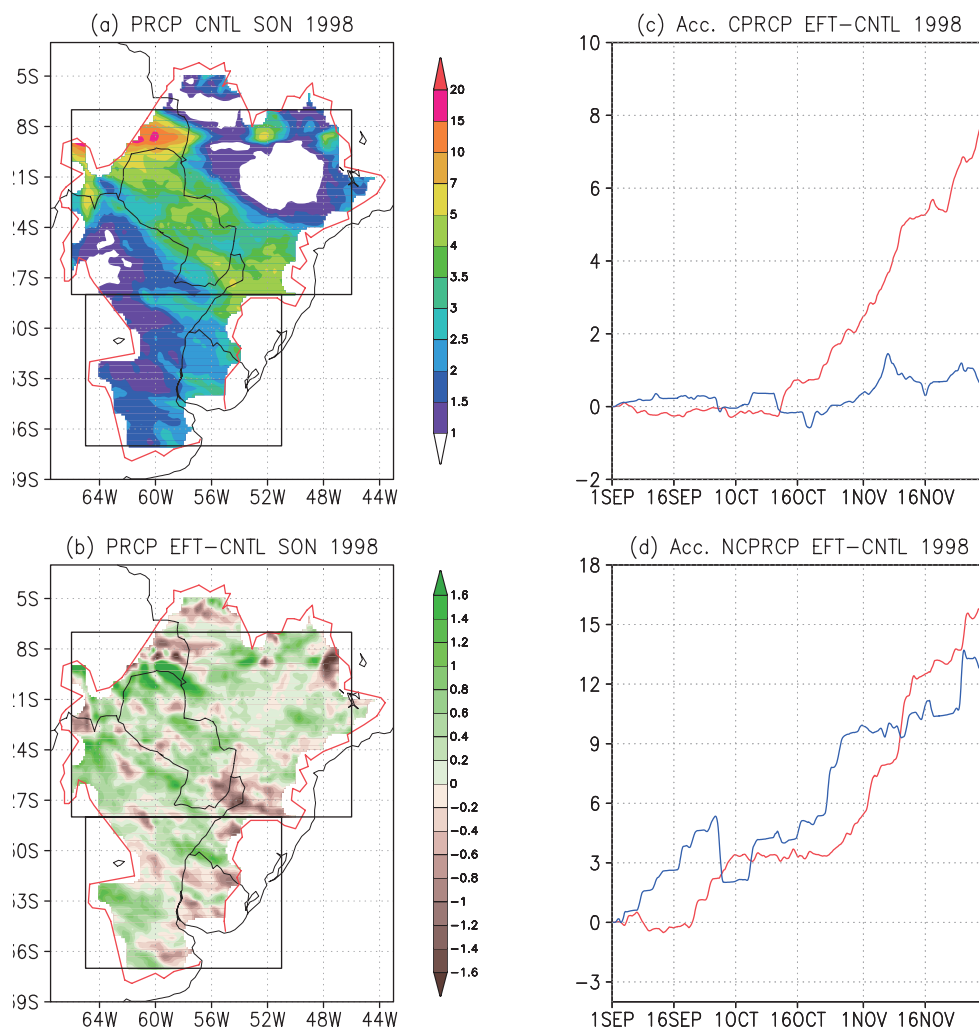 (a) PRCP CNTL SON 1998
5S
8S
21S
24S
27S
30S
33S
36S
39S
64W 60W 56W 52W 48W 44W
20
15
10
7
5
4
3.5
3
2.5
2
1.5
1
(c) Acc. CPRCP EFT-CNTL 1998
10
8
6
4
2
0
-2
1SEP 16SEP 1OCT 16OCT 1NOV 16NOV
(b) PRCP EFT-CNTL SON 1998
5S
8S
21S
24S
27S
30S
33S
36S
39S
64W 60W 56W 52W 48W 44W
1.6
1.4
1.2
1
0.8
0.6
0.4
0.2
0
-0.2
-0.4
-0.6
-0.8
-1
-1.2
-1.4
-1.6
(d) Acc. NCPRCP EFT-CNTL 1998
18
15
12
9
6
3
0
-3
1SEP 16SEP 1OCT 16OCT 1NOV 16NOV